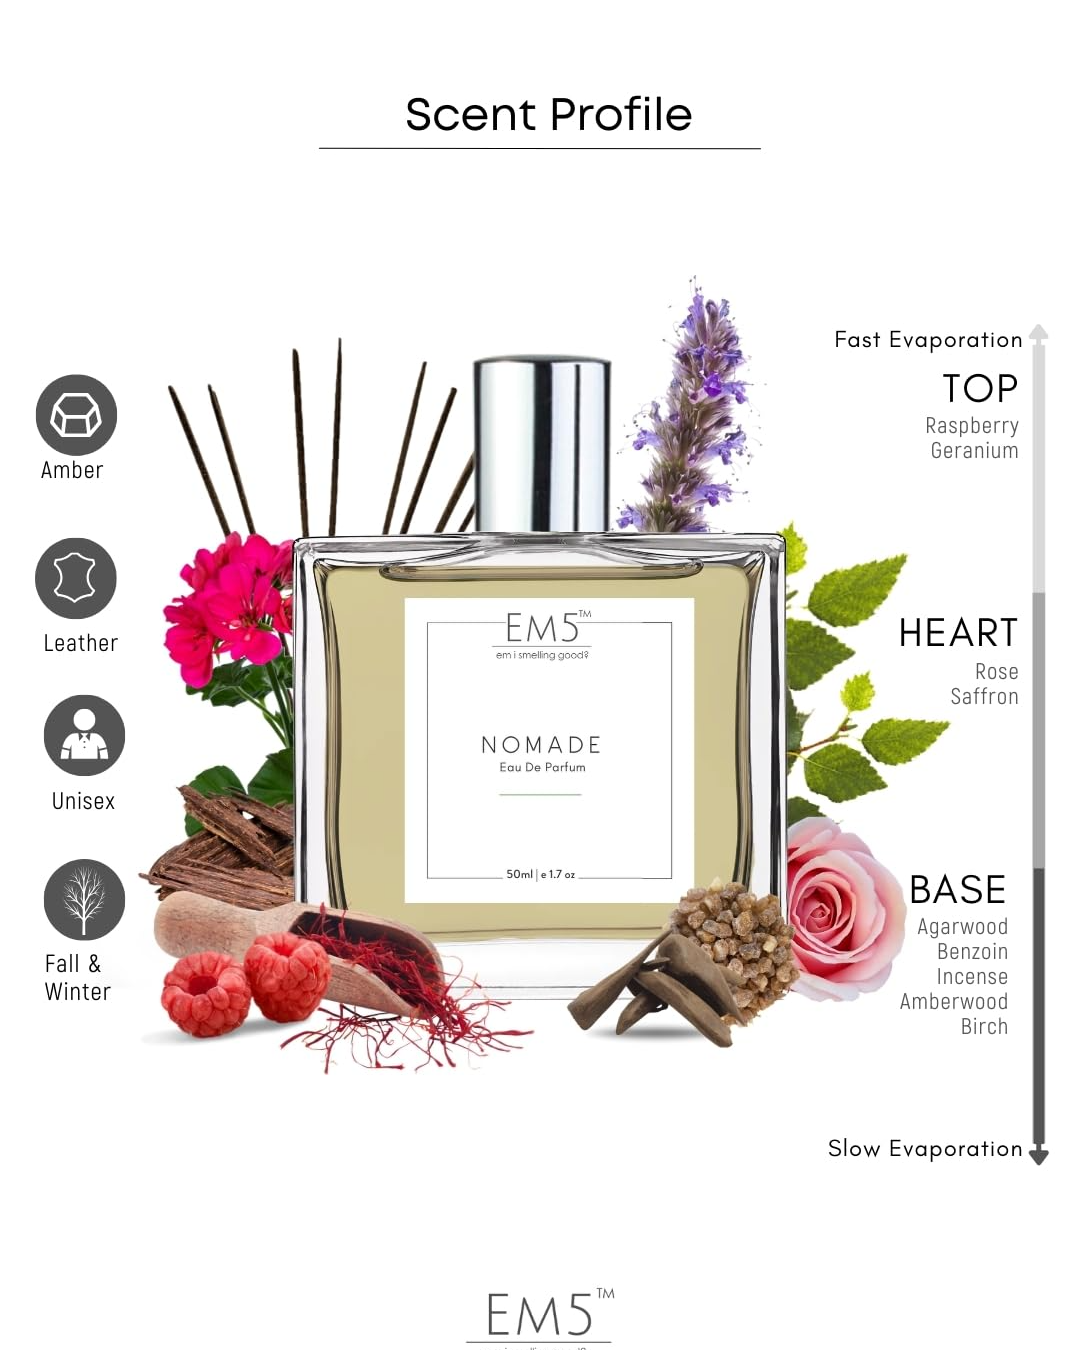 Scent Profile
Fast Evaporation
TOP
Raspberry
Geranium
Amber
Leather
Unisex
Fall &
Winter
EM5™
em i smelling good?
NOMADE
Eau De Parfum
50ml | e 1.7 oz
HEART
Rose
Saffron
BASE
Agarwood
Benzoin
Incense
Amberwood
Birch
Slow Evaporation
EM5™